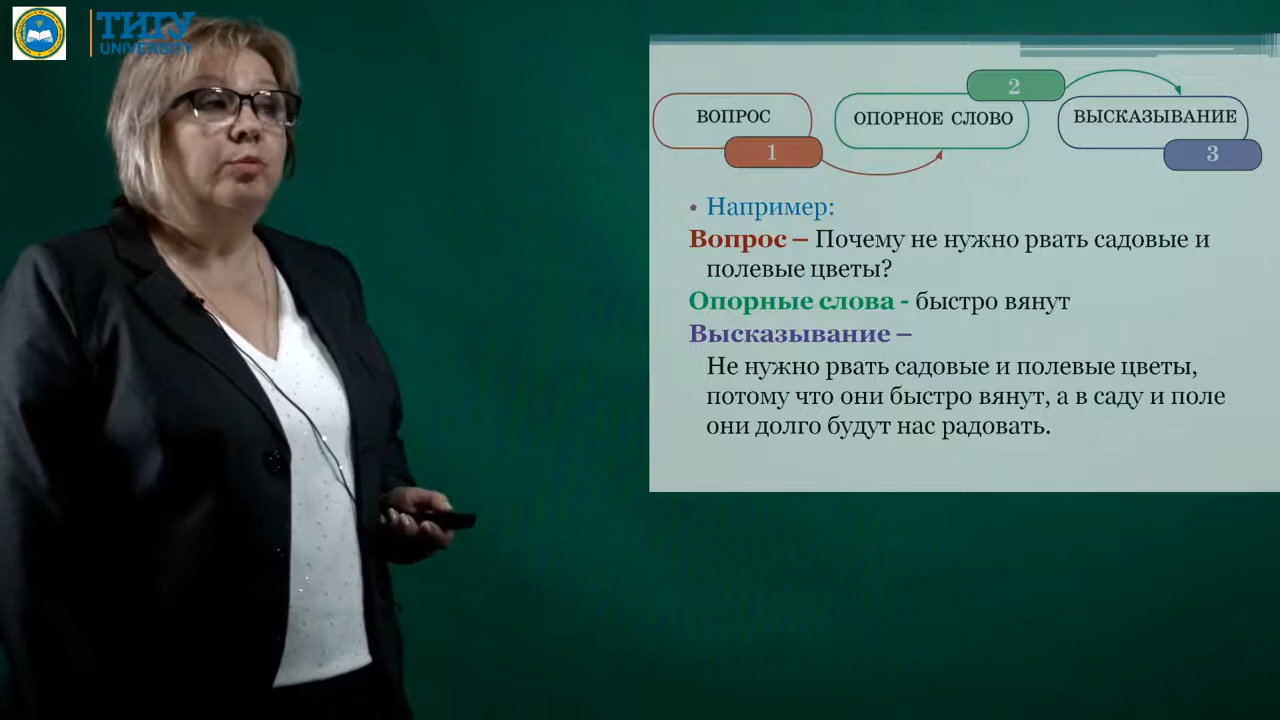 ТИГУ
UNIVERSITY
ВОПРОС
1
ОПОРНОЕ СЛОВО
2
ВЫСКАЗЫВАНИЕ
3
• Например:
Вопрос – Почему не нужно рвать садовые и
полевые цветы?
Опорные слова - быстро вянут
Высказывание –
Не нужно рвать садовые и полевые цветы,
потому что они быстро вянут, а в саду и поле
они долго будут нас радовать.